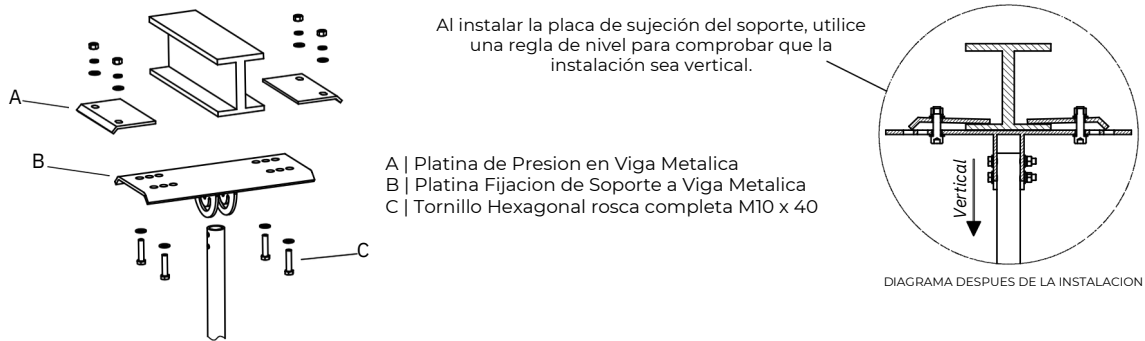 Al instalar la placa de sujeción del soporte, utilice
una regla de nivel para comprobar que la
instalación sea vertical.
A
B
A | Platina de Presion en Viga Metalica
B | Platina Fijacion de Soporte a Viga Metalica
C | Tornillo Hexagonal rosca completa M10 x 40
C
Vertical
DIAGRAMA DESPUES DE LA INSTALACION